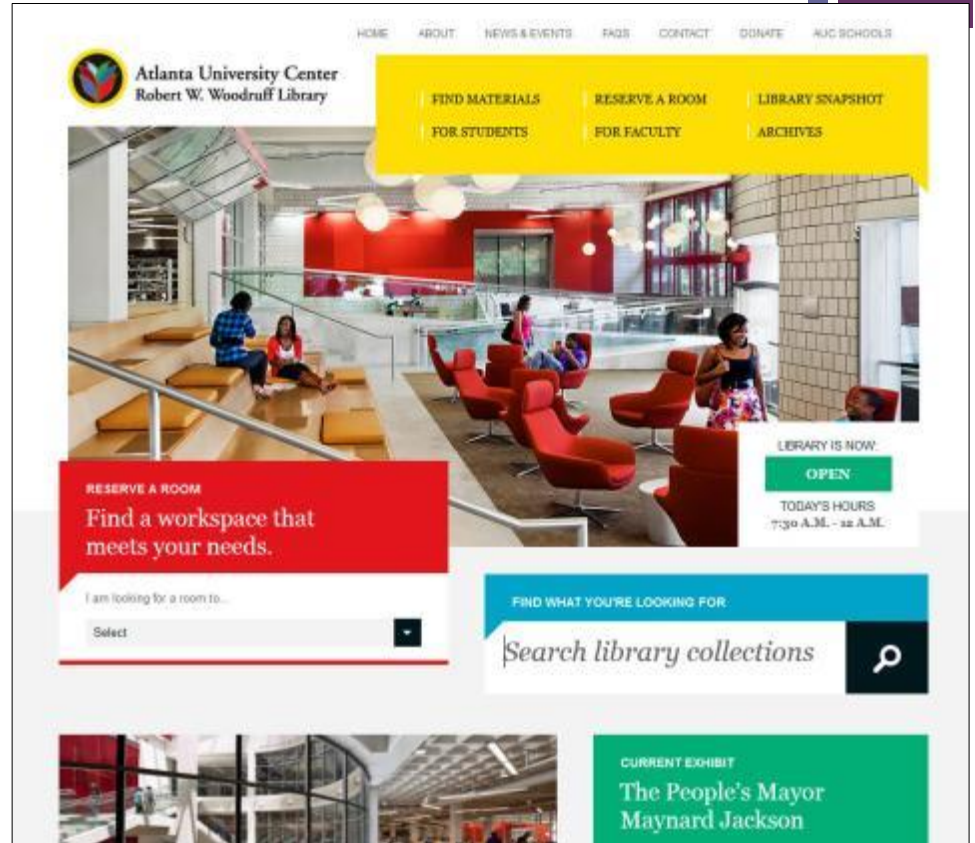 HOME ABOUT NEWS & EVENTS FAQS CONTACT DONATE AUC SCHOOLS
Atlanta University Center
Robert W. Woodruff Library
FIND MATERIALS RESERVE A ROOM LIBRARY SNAPSHOT
FOR STUDENTS FOR FACULTY ARCHIVES
LIBRARY IS NOW:
OPEN
TODAY'S HOURS
7:30 A.M. - 12 A.M.
RESERVE A ROOM
Find a workspace that
meets your needs.
I am looking for a room to...
Select
FIND WHAT YOU'RE LOOKING FOR
Search library collections
CURRENT EXHIBIT
The People's Mayor
Maynard Jackson